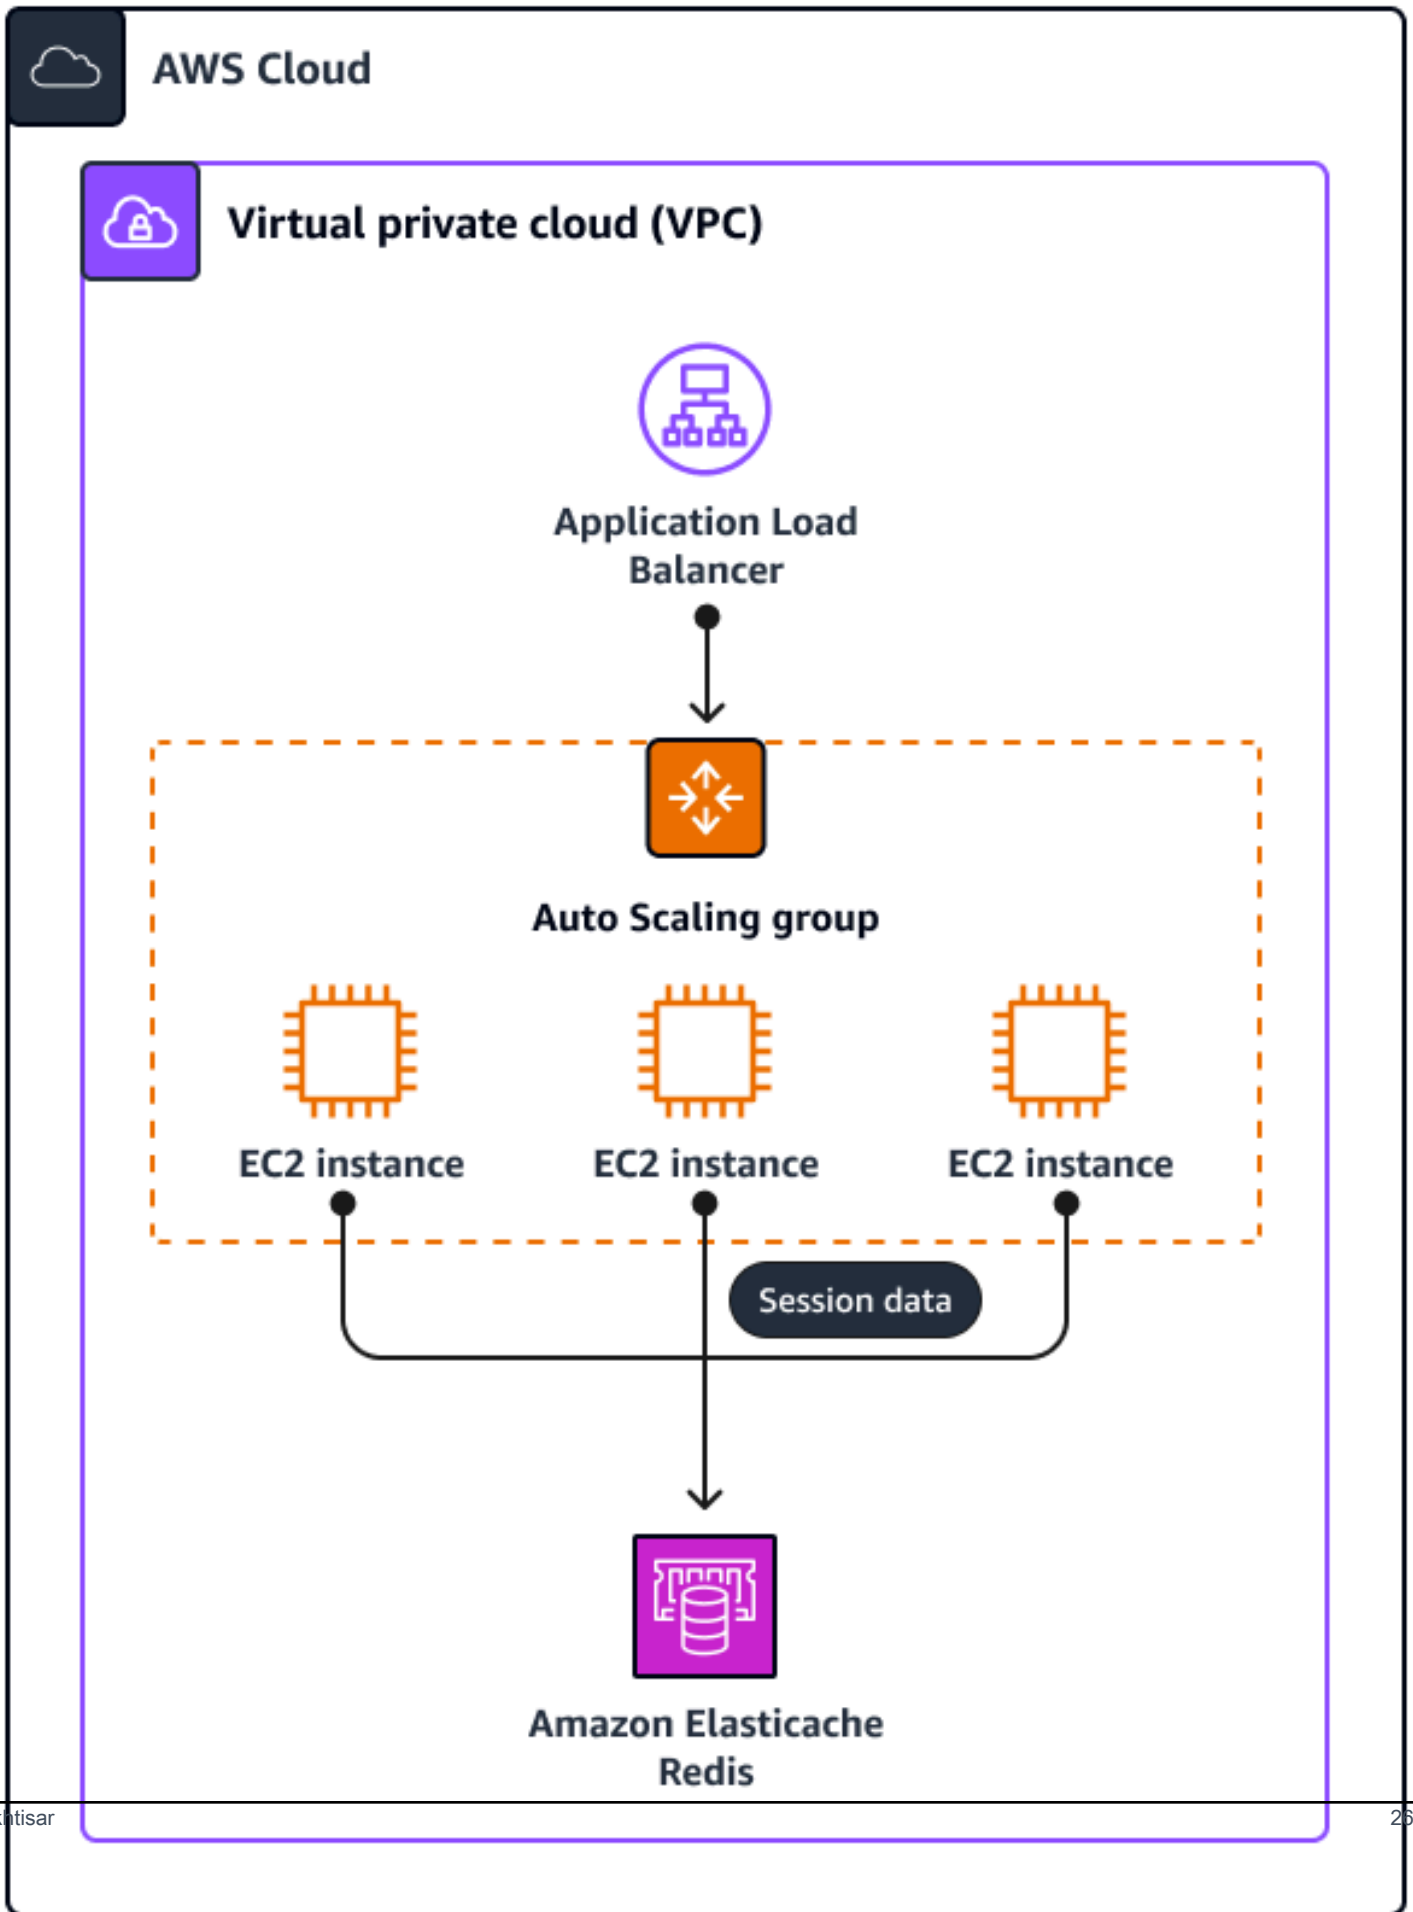 AWS Cloud
Virtual private cloud (VPC)
Application Load
Balancer
Auto Scaling group
EC2 instance EC2 instance EC2 instance
Session data
Amazon Elasticache
Redis
26